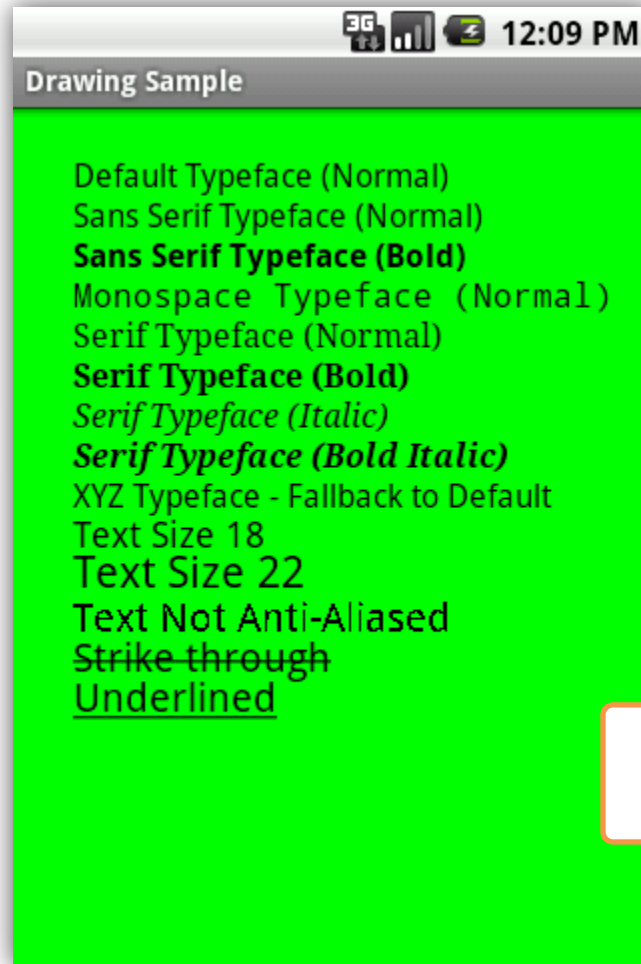 3G 12:09 PM
Drawing Sample
Default Typeface (Normal)
Sans Serif Typeface (Normal)
Sans Serif Typeface (Bold)
Monospace Typeface (Normal)
Serif Typeface (Normal)
Serif Typeface (Bold)
Serif Typeface (Italic)
Serif Typeface (Bold Italic)
XYZ Typeface - Fallback to Default
Text Size 18
Text Size 22
Text Not Anti-Aliased
Strike through
Underlined